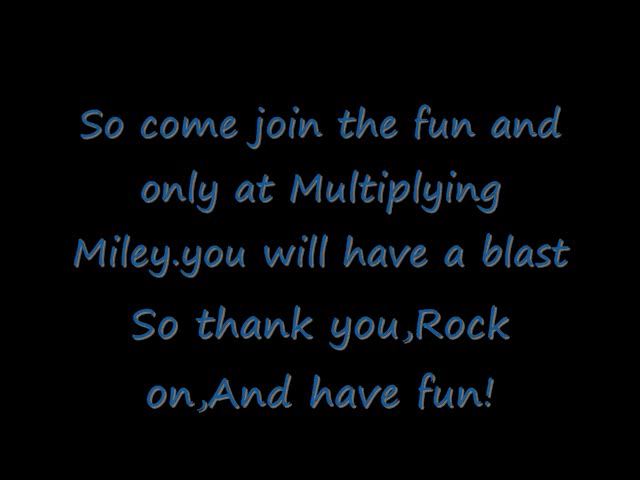 So come join the fun and
only at Multiplying
Miley.you will have a blast
So thank you,Rock
on,And have fun!